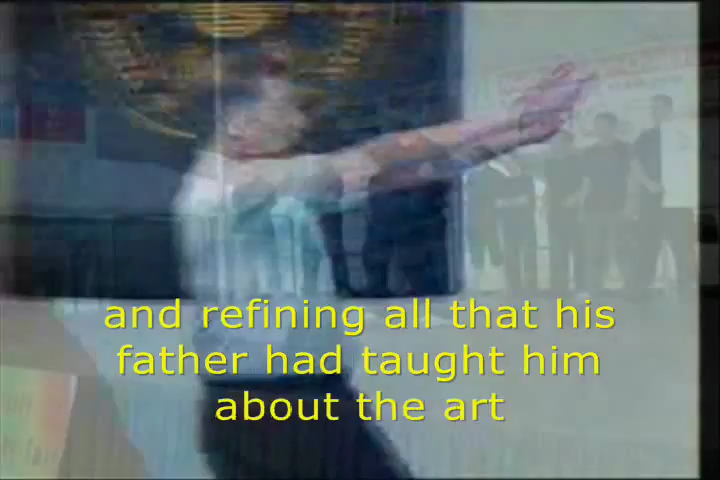 and refining all that his
father had taught him
about the art